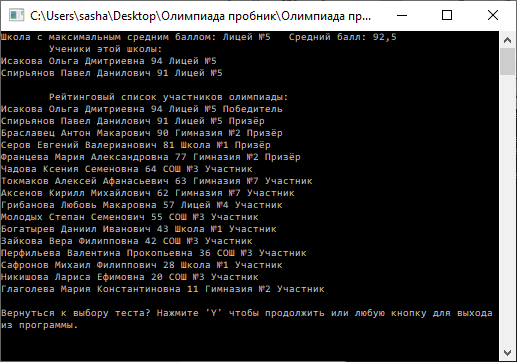 C:\Users\sasha\Desktop\Олимпиада пробник\Олимпиада пр...
Школа с максимальным средним баллом: Лицей №5   Средний балл: 92,5
Ученики этой школы:
Исакова Ольга Дмитриевна 94 Лицей №5
Спирьянов Павел Данилович 91 Лицей №5
Рейтинговый список участников олимпиады:
Исакова Ольга Дмитриевна 94 Лицей №5 Победитель
Спирьянов Павел Данилович 91 Лицей №5 Призёр
Браславец Антон Макарович 90 Гимназия №2 Призёр
Серов Евгений Валерианович 81 Школа №1 Призёр
Францева Мария Александровна 77 Гимназия №2 Призёр
Чадова Ксения Семеновна 64 СОШ №3 Участник
Токмаков Алексей Афанасьевич 63 Гимназия №7 Участник
Аксенов Кирилл Михайлович 62 Гимназия №7 Участник
Грибанова Любовь Макаровна 57 Лицей №4 Участник
Молодых Степан Семенович 55 СОШ №3 Участник
Богатырев Даниил Иванович 43 Школа №1 Участник
Зайкова Вера Филипповна 42 СОШ №3 Участник
Перфильева Валентина Прокопьевна 36 СОШ №3 Участник
Сафронов Михаил Филиппович 28 Школа №1 Участник
Никишова Лариса Ефимовна 20 СОШ №3 Участник
Глаголева Мария Константиновна 11 Гимназия №2 Участник
Вернуться к выбору теста? Нажмите 'Y' чтобы продолжить или любую кнопку для выхода
из программы.